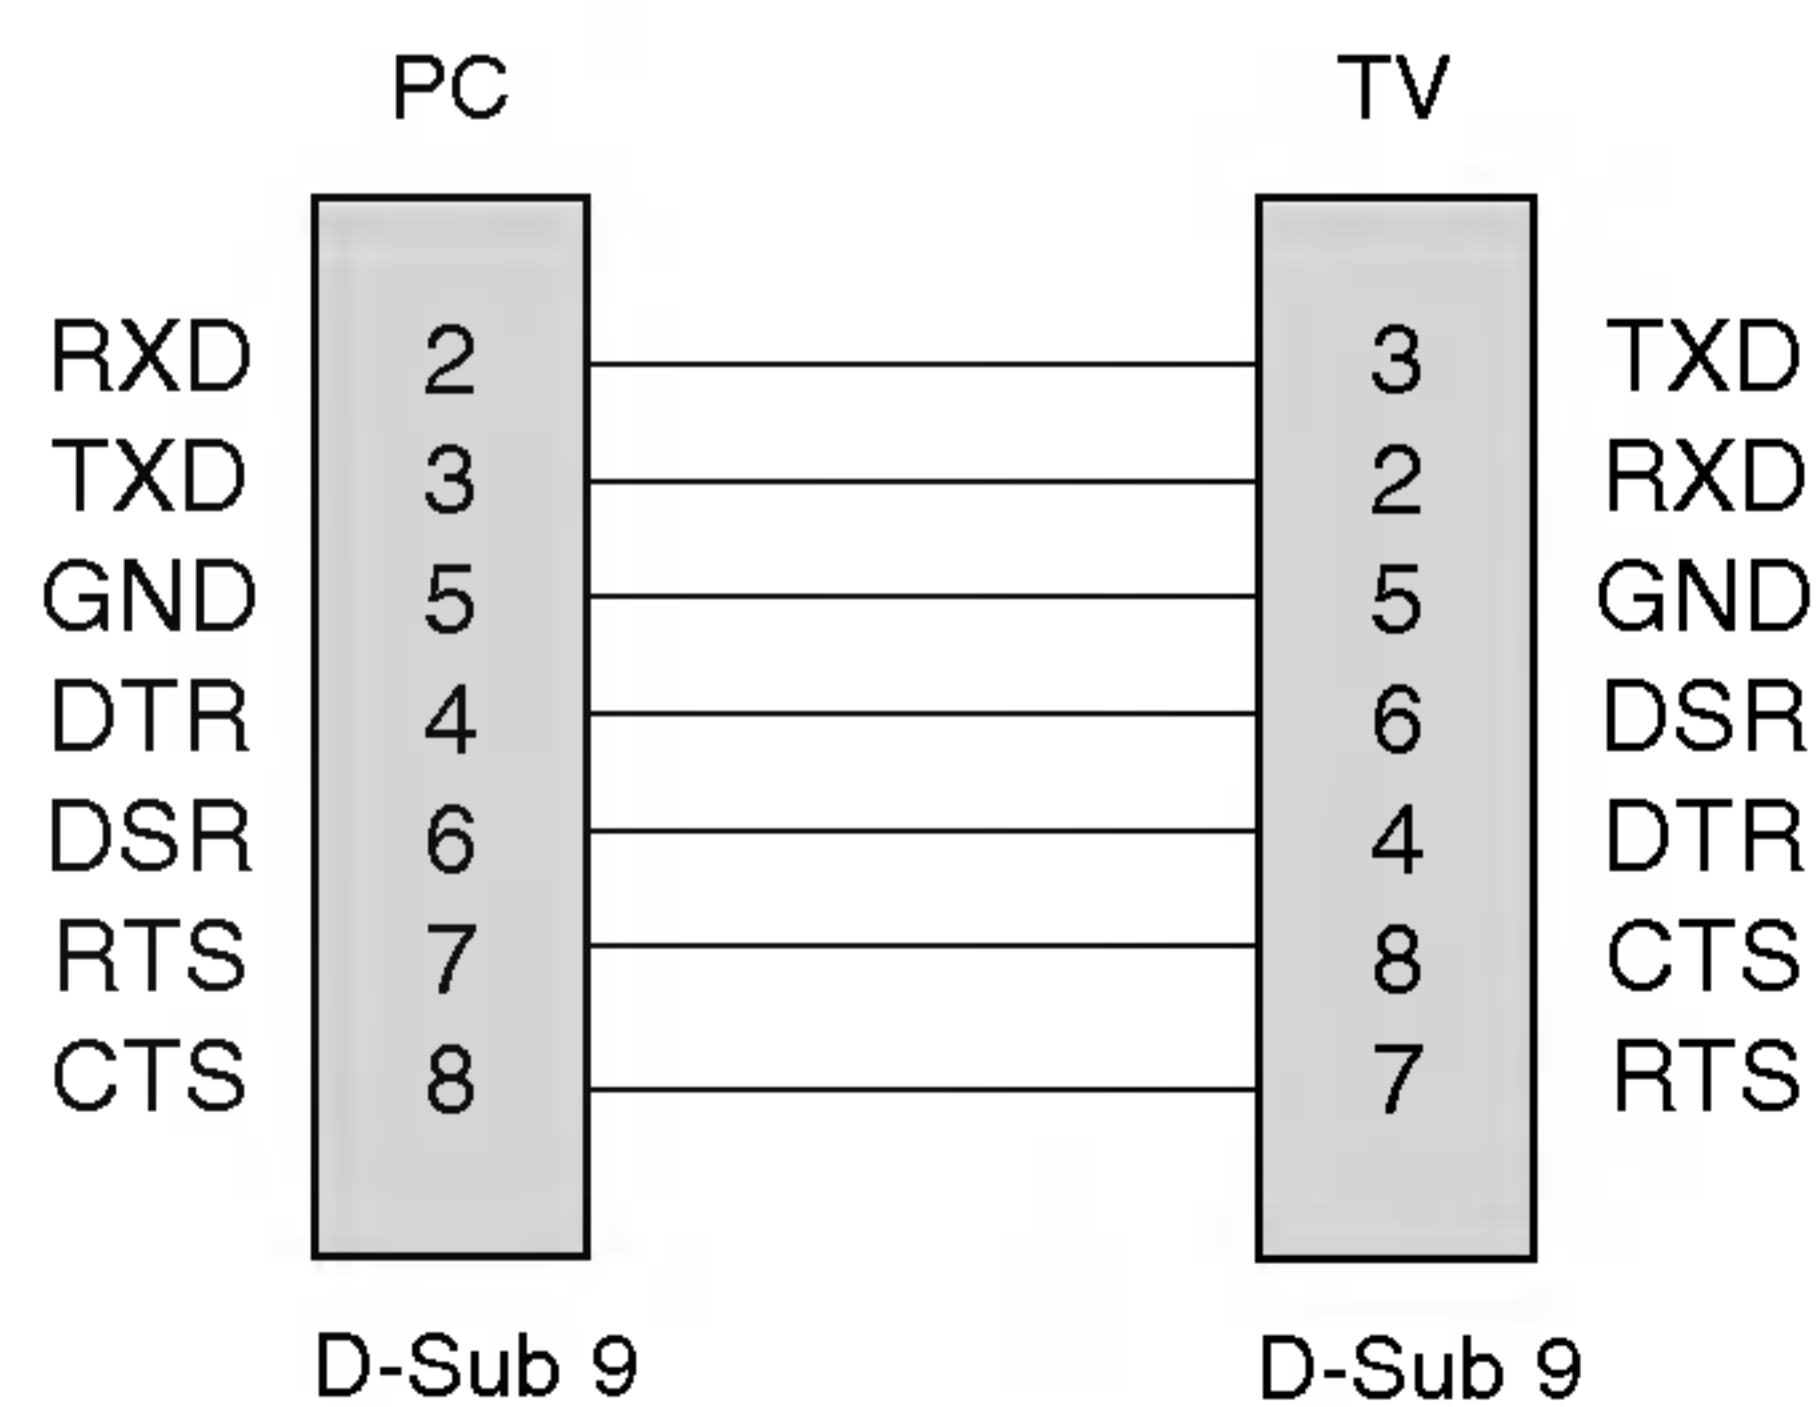 PC TV
RXD 2 3 TXD
TXD 3 2 RXD
GND 5 5 GND
DTR 4 6 DSR
DSR 6 4 DTR
RTS 7 8 CTS
CTS 8 7 RTS
D-Sub 9 D-Sub 9